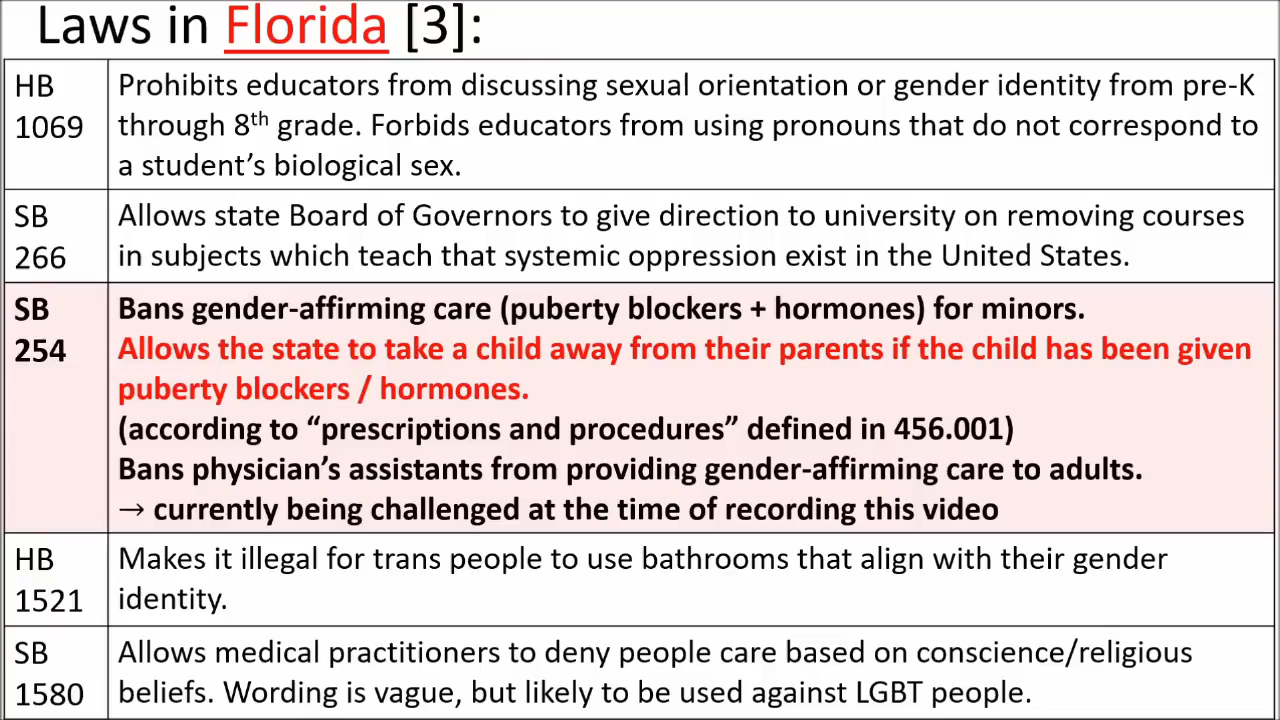 Laws in Florida [3]:
HB 1069
Prohibits educators from discussing sexual orientation or gender identity from pre-K
through 8th grade. Forbids educators from using pronouns that do not correspond to
a student's biological sex.
SB 266
Allows state Board of Governors to give direction to university on removing courses
in subjects which teach that systemic oppression exist in the United States.
SB 254
Bans gender-affirming care (puberty blockers + hormones) for minors.
Allows the state to take a child away from their parents if the child has been given
puberty blockers / hormones.
(according to “prescriptions and procedures” defined in 456.001)
Bans physician's assistants from providing gender-affirming care to adults.
→ currently being challenged at the time of recording this video
HB 1521
Makes it illegal for trans people to use bathrooms that align with their gender
identity.
SB 1580
Allows medical practitioners to deny people care based on conscience/religious
beliefs. Wording is vague, but likely to be used against LGBT people.